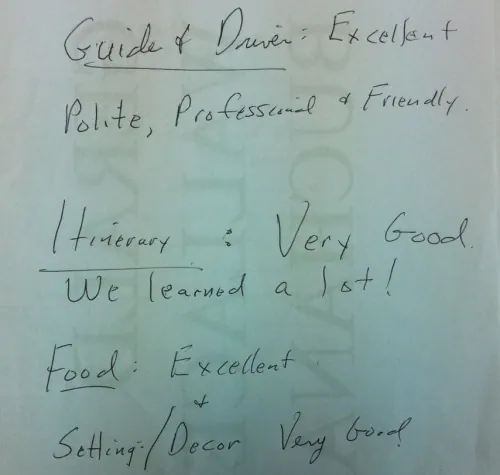 Guide & Driver: Excellent
Polite, Professional & Friendly.
Itinerary : Very Good.
We learned a lot!
Food: Excellent
&
Setting/Decor Very Good